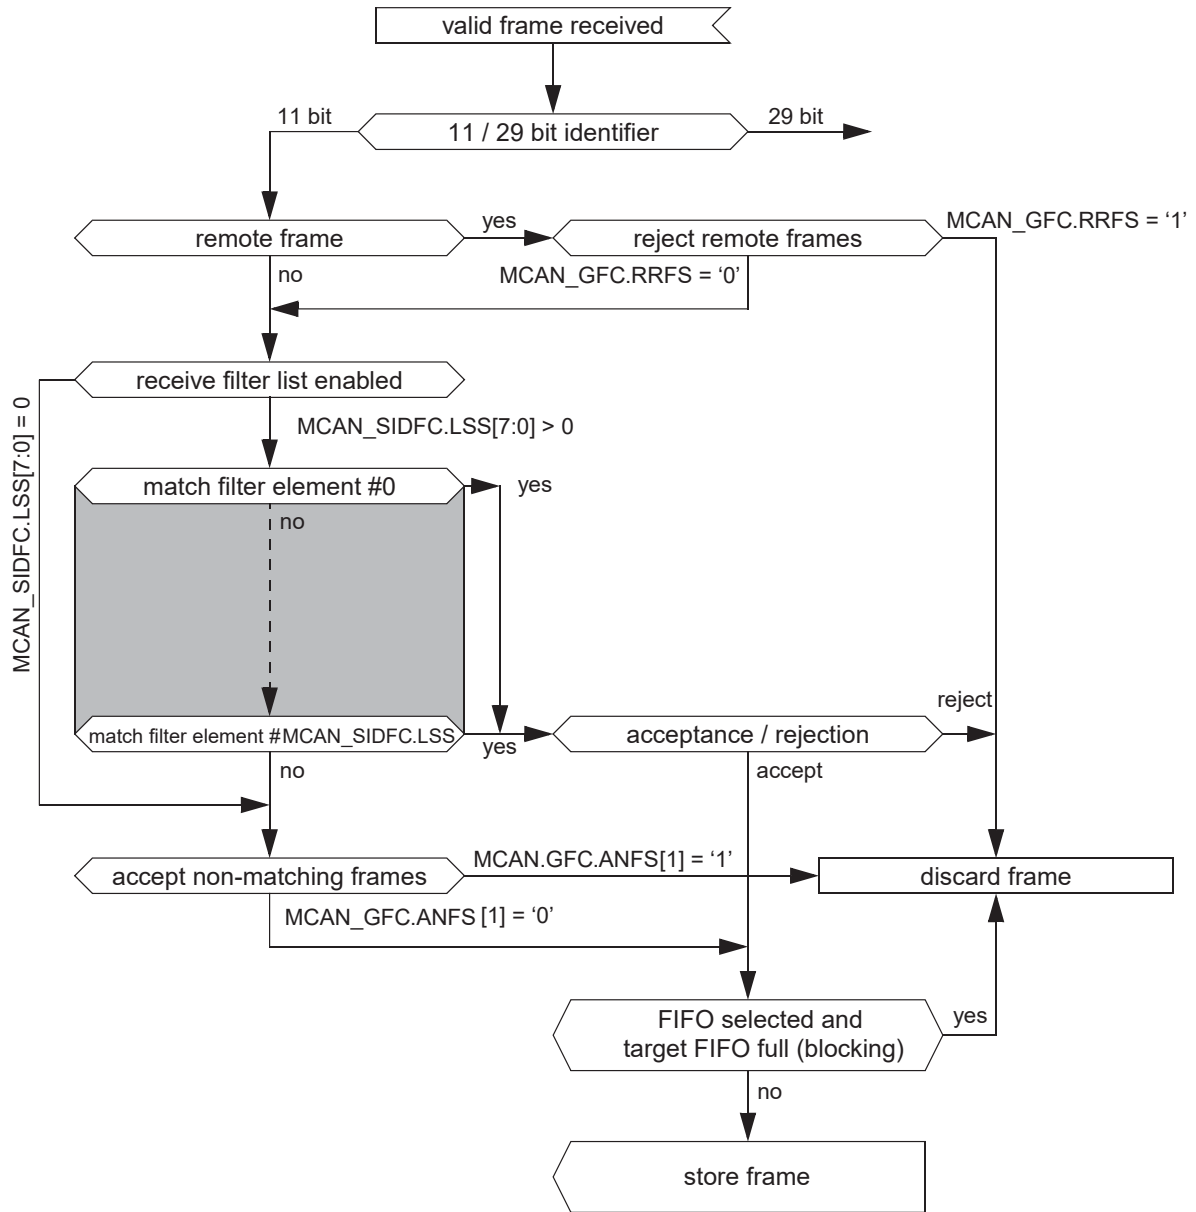 valid frame received
11 bit
11 / 29 bit identifier
29 bit
remote frame
yes
reject remote frames
MCAN_GFC.RRFS = ‘1’
no
MCAN_GFC.RRFS = ‘0’
receive filter list enabled
MCAN_SIDFC.LSS[7:0] = 0
MCAN_SIDFC.LSS[7:0] > 0
match filter element #0
yes
no
match filter element #MCAN_SIDFC.LSS
yes
acceptance / rejection
reject
no
accept
accept non-matching frames
MCAN.GFC.ANFS[1] = ‘1’
discard frame
MCAN_GFC.ANFS [1] = ‘0’
FIFO selected and
target FIFO full (blocking)
yes
no
store frame